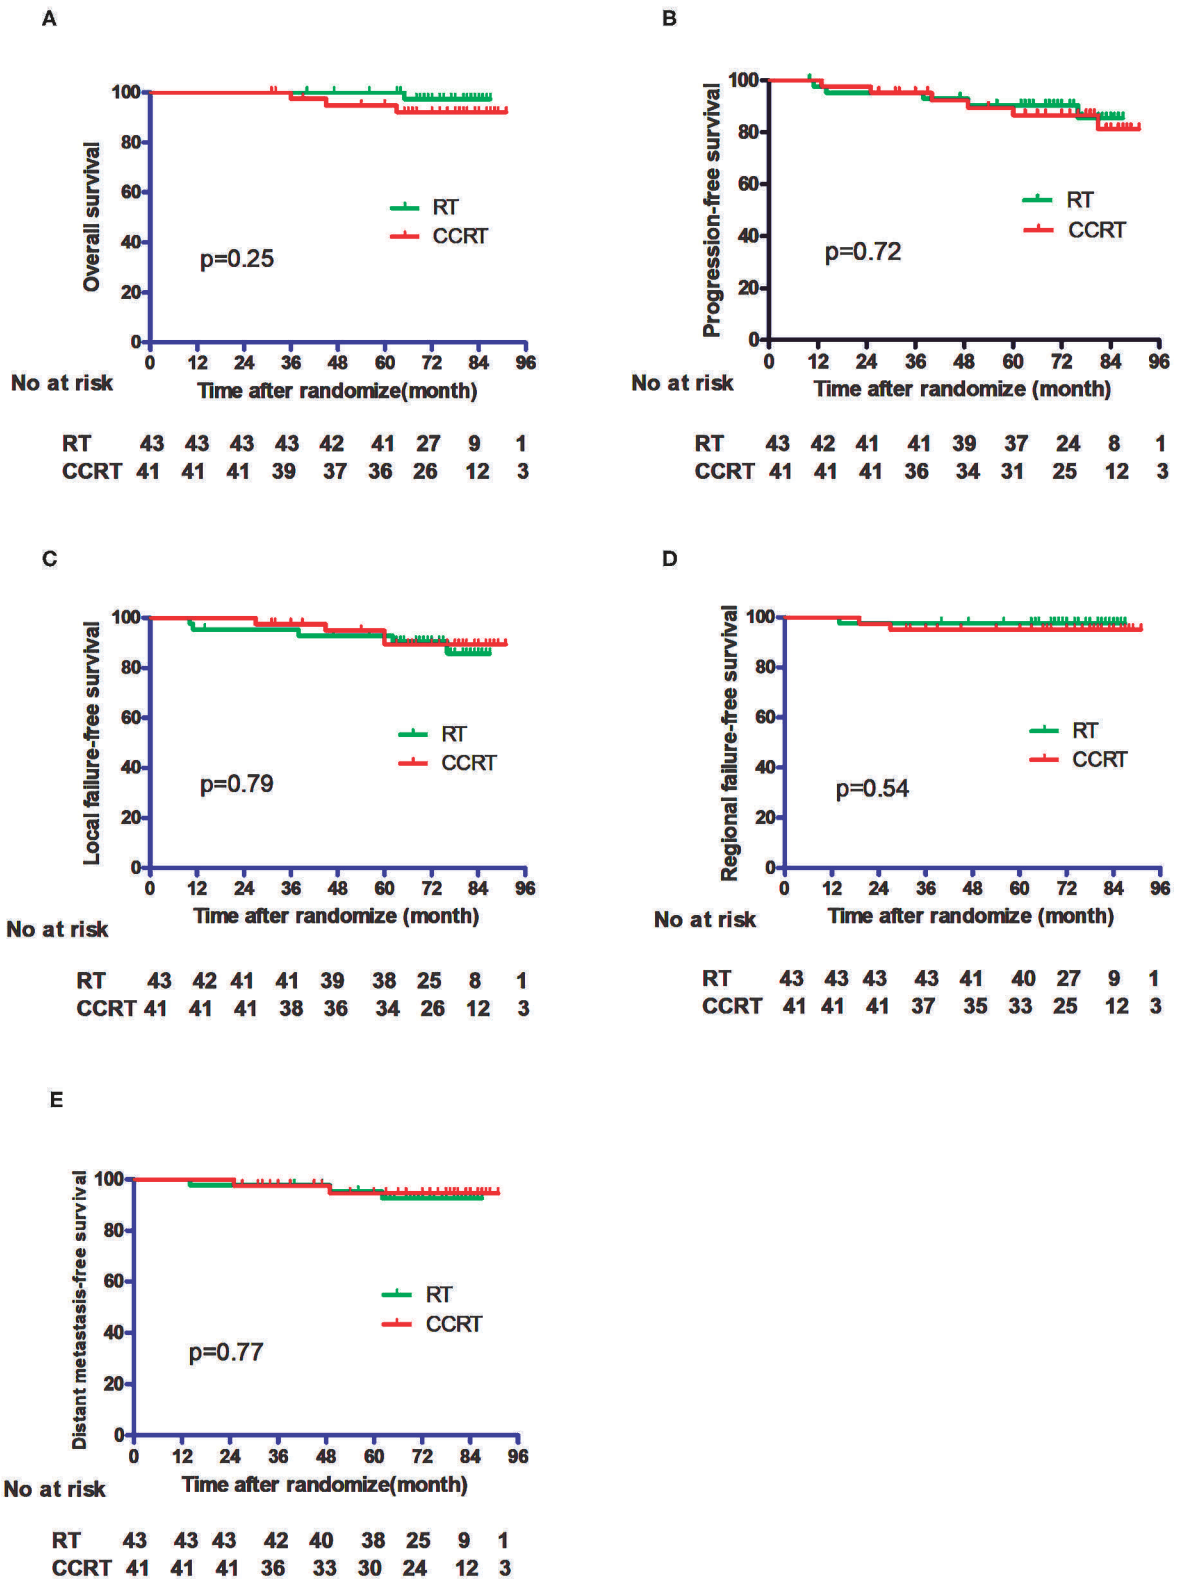 A
Overall survival
100
80
60
40
20
0
RT
CCRT
p=0.25
0 12 24 36 48 60 72 84 96
No at risk
Time after randomize(month)
RT 43 43 43 43 42 41 27 9 1
CCRT 41 41 41 39 37 36 26 12 3
B
Progression-free survival
100
80
60
40
20
0
RT
CCRT
p=0.72
0 12 24 36 48 60 72 84 96
No at risk
Time after randomize (month)
RT 43 42 41 41 39 37 24 8 1
CCRT 41 41 41 36 34 31 25 12 3
C
Local failure-free survival
100
80
60
40
20
0
RT
CCRT
p=0.79
0 12 24 36 48 60 72 84 96
Time after randomize (month)
No at risk
RT 43 42 41 41 39 38 25 8 1
CCRT 41 41 41 38 36 34 26 12 3
D
Regional failure-free survival
100
80
60
40
20
0
RT
CCRT
p=0.54
0 12 24 36 48 60 72 84 96
Time after randomize (month)
No at risk
RT 43 43 43 43 41 40 27 9 1
CCRT 41 41 41 37 35 33 25 12 3
E
Distant metastasis-free survival
100
80
60
40
20
0
RT
CCRT
p=0.77
0 12 24 36 48 60 72 84 96
Time after randomize(month)
No at risk
RT 43 43 43 42 40 38 25 9 1
CCRT 41 41 41 36 33 30 24 12 3